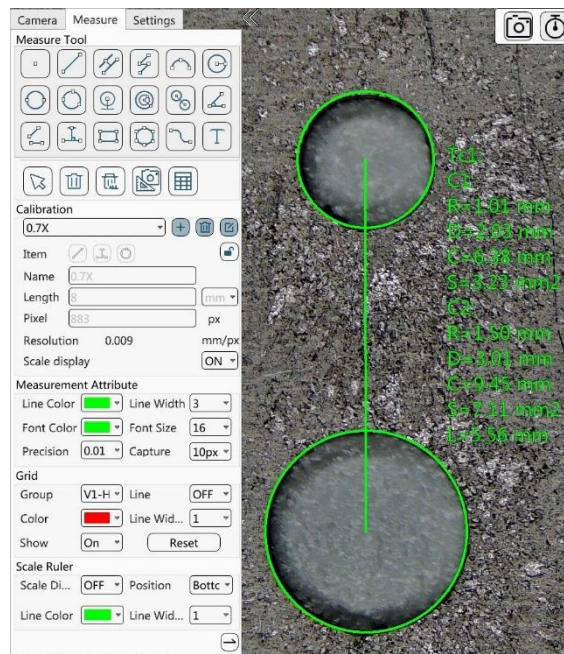 Camera Measure Settings
Measure Tool
T
Calibration
0.7X
Item
Name 0.7X
Length 8 mm
Pixel 883 px
Resolution 0.009 mm/px
Scale display ON
Measurement Attribute
Line Color Line Width 3
Font Color Font Size 16
Precision 0.01 Capture 10px
Grid
Group V1-H Line OFF
Color Line Wid... 1
Show On Reset
Scale Ruler
Scale Di... OFF Position Bottc
Line Color Line Wid... 1
Tc1:
C1:
R=1.01 mm
D=2.03 mm
C=6.38 mm
S=3.23 mm2
C2:
R=1.50 mm
D=3.01 mm
C=9.45 mm
S=7.11 mm2
L=5.56 mm